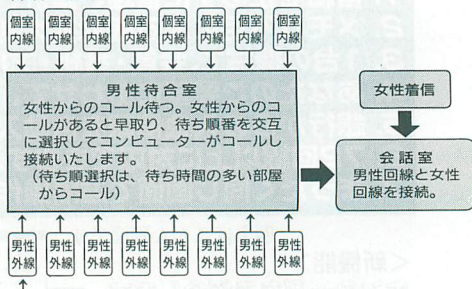 個室 個室 個室 個室 個室 個室 個室 個室
内線 内線 内線 内線 内線 内線 内線 内線
男性待合室
女性からのコール待つ。女性からのコ
ールがあると早取り、待ち順番を交互
に選択してコンピューターがコールし
接続いたします。
（待ち順選択は、待ち時間の多い部屋
からコール）
女性着信
会話室
男性回線と女性
回線を接続。
男性 男性 男性 男性 男性 男性 男性 男性
外線 外線 外線 外線 外線 外線 外線 外線